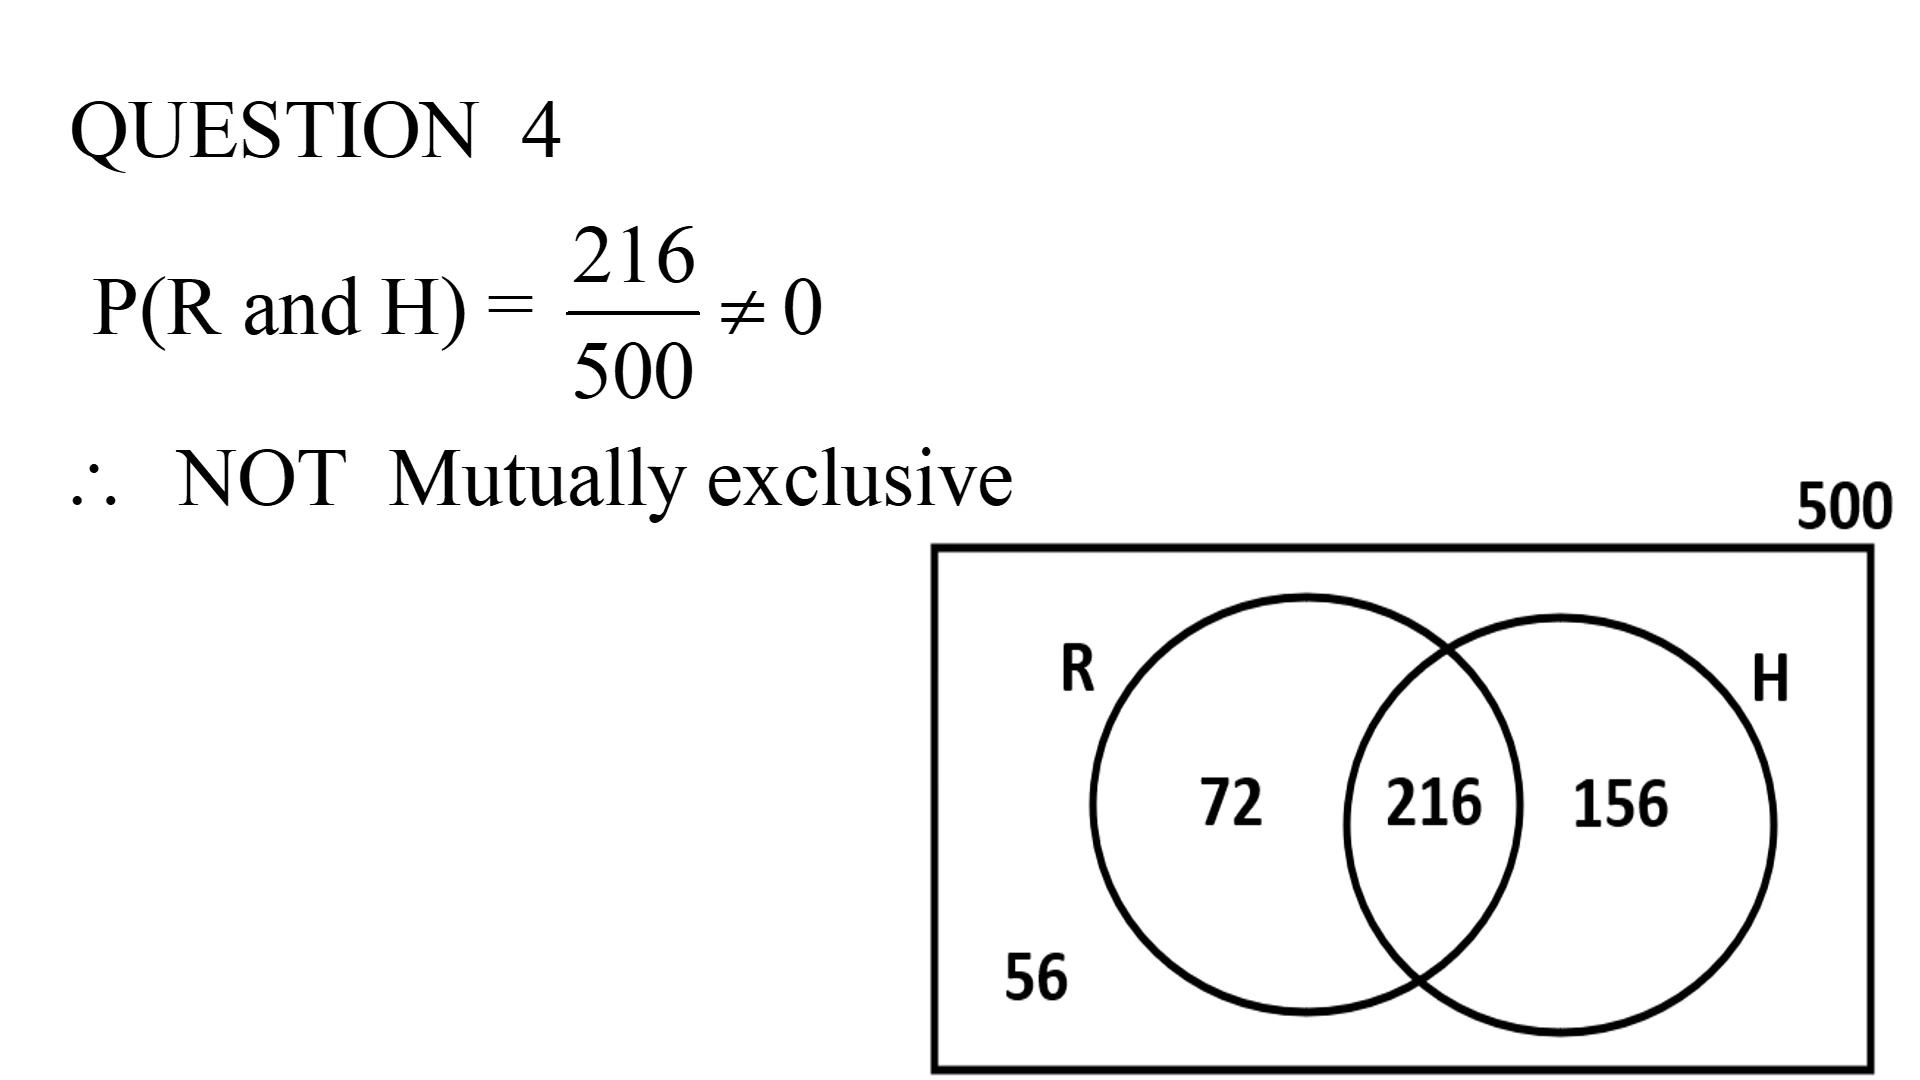 QUESTION 4
P(R and H) = 216/500 ≠ 0
∴ NOT Mutually exclusive
500
R
H
72
216
156
56